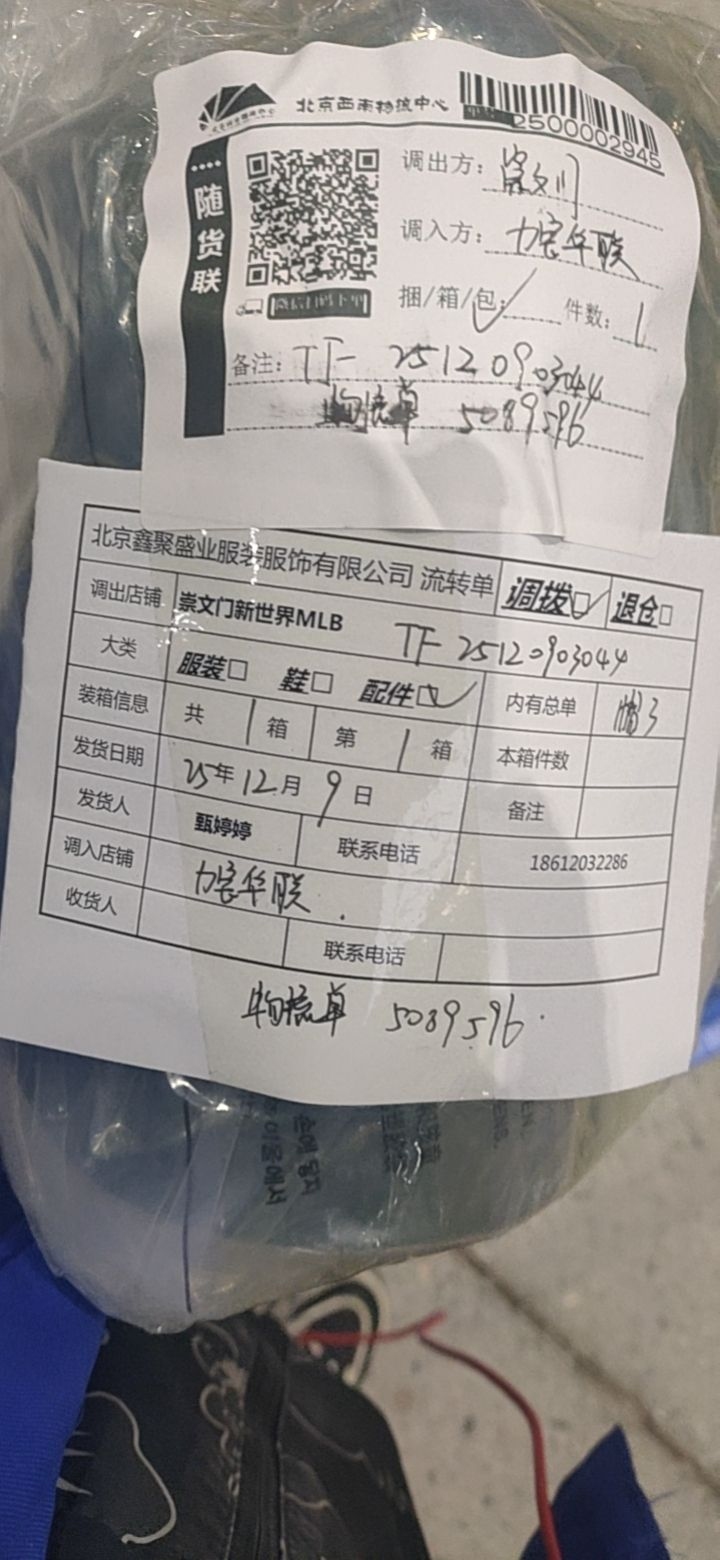 北京西南物流中心
2500002945
随货联
调出方：崇文门
调入方：力宝华联
捆/箱/包： ✓ 件数：1
备注：TF 25120903044
物流单 5089596
北京鑫聚盛业服装服饰有限公司 流转单 调拨☑ 退仓□
调出店铺 崇文门新世界MLB TF 25120903044
大类 服装□ 鞋□ 配件☑ 内有总单
装箱信息 共 1 箱 第 1 箱 本箱件数
发货日期 25年12月9日 备注
发货人 甄婷婷 联系电话 18612032286
调入店铺 力宝华联
收货人 联系电话
物流单 5089596